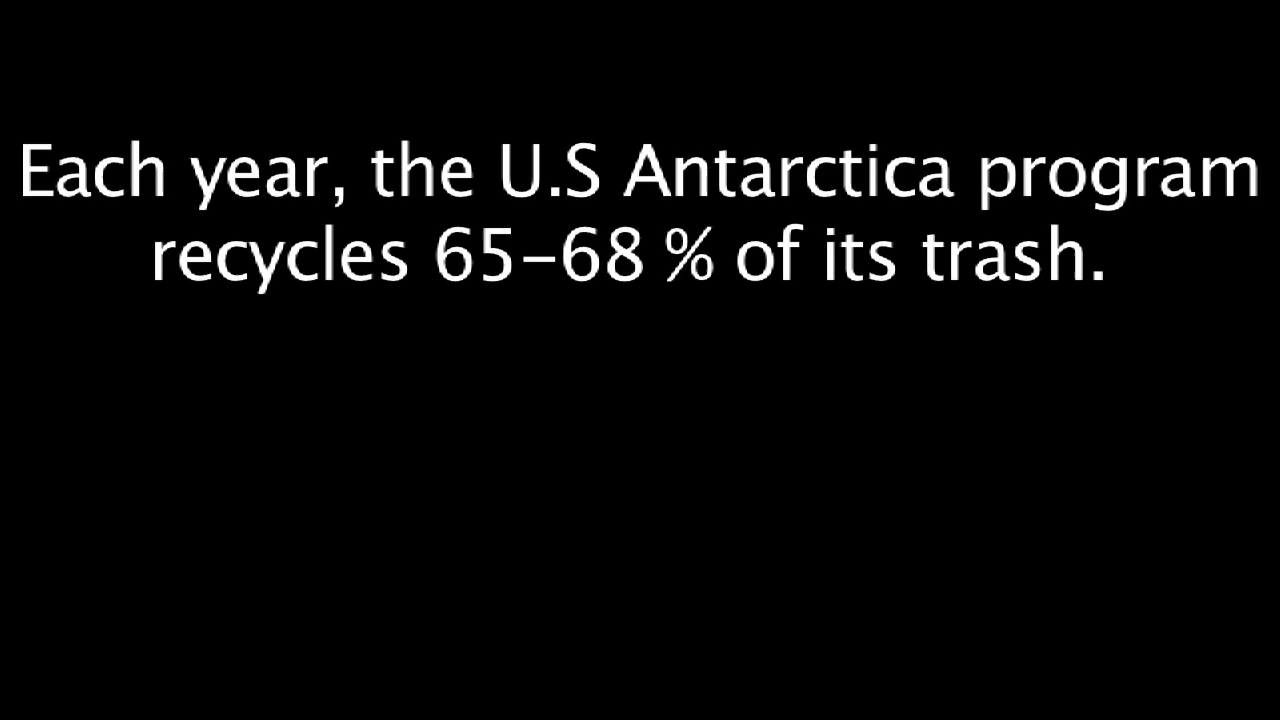 Each year, the U.S Antarctica program
recycles 65-68 % of its trash.